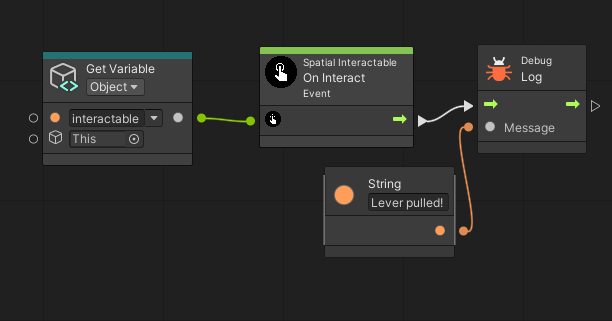 Get Variable
Object
interactable
This
Spatial Interactable
On Interact
Event
Debug
Log
Message
String
Lever pulled!